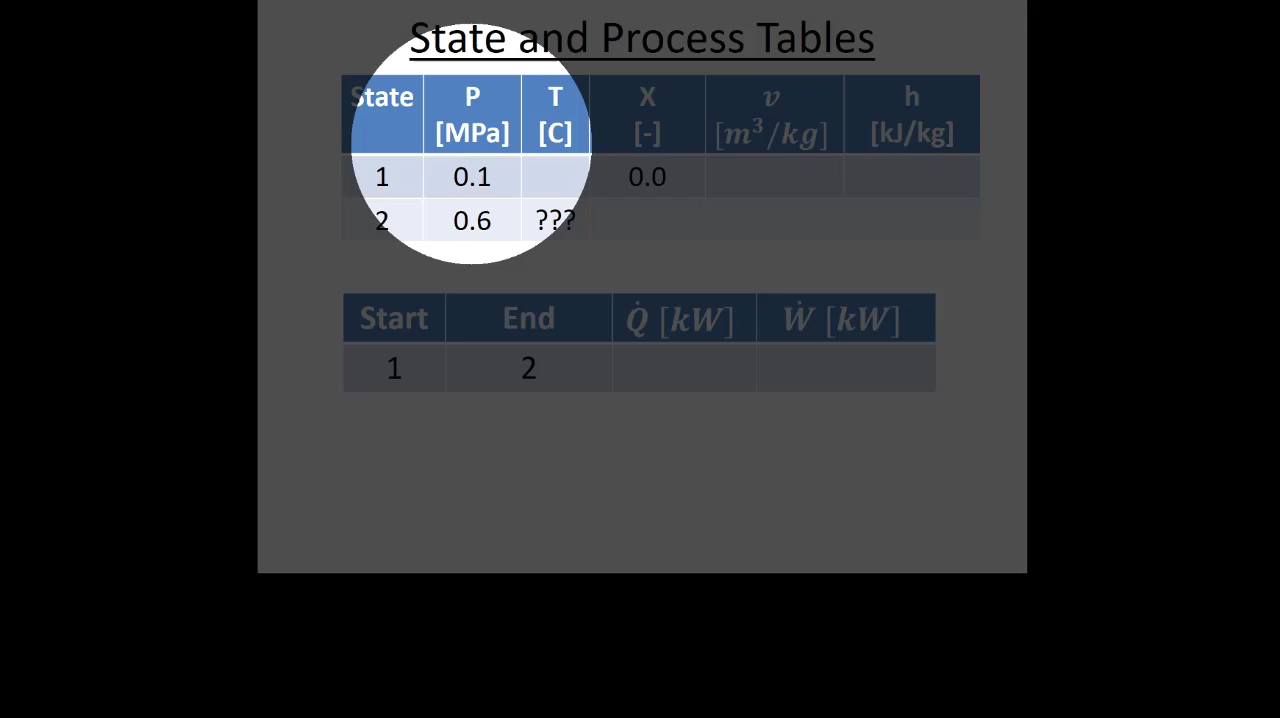 State and Process Tables
State P T X v h
[MPa] [C] [-] [m³/kg] [kJ/kg]
1 0.1 0.0
2 0.6 ???
Start End Q̇ [kW] Ẇ [kW]
1 2